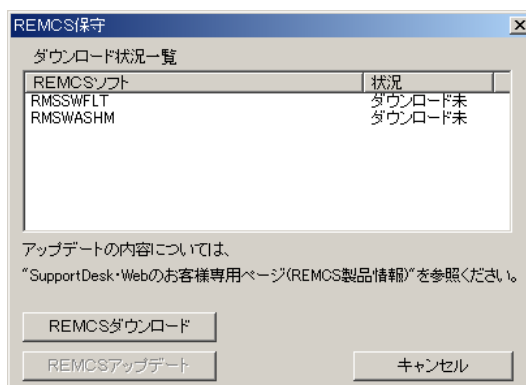 REMCS保守
ダウンロード状況一覧
REMCSソフト 状況
RMSSWFLT ダウンロード未
RMSWASHM ダウンロード未
アップデートの内容については、
"SupportDesk・Webのお客様専用ページ(REMCS製品情報)"を参照ください。
REMCSダウンロード
REMCSアップデート キャンセル